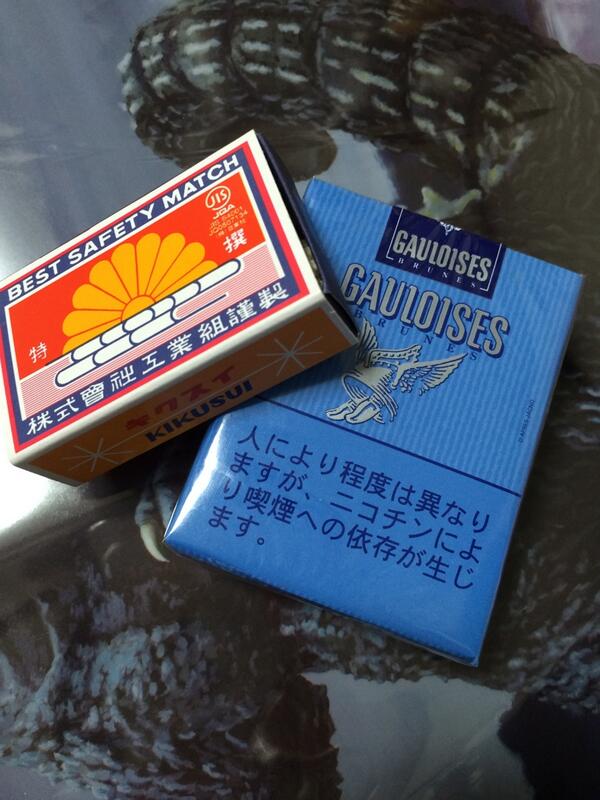 BEST SAFETY MATCH
JIS
JGA
特
撰
株式會社工業組謹製
キクスイ
KIKUSUI
GAULOISES
BRUNES
GAULOISES
BRUNES
人により程度は異なり
ますが、ニコチンによ
り喫煙への依存が生じ
ます。